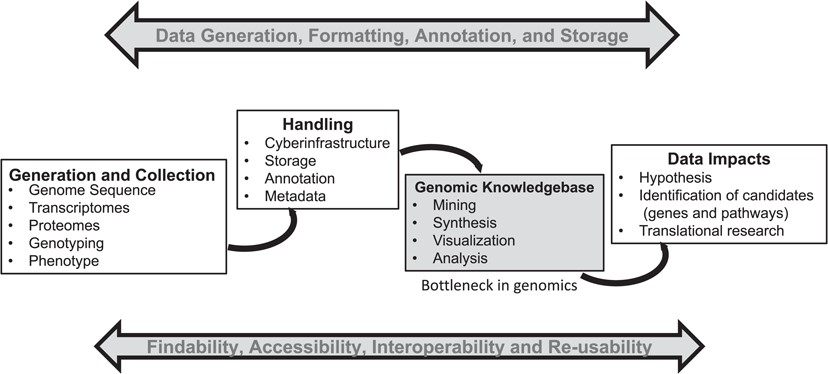 Data Generation, Formatting, Annotation, and Storage
Generation and Collection
• Genome Sequence
• Transcriptomes
• Proteomes
• Genotyping
• Phenotype
Handling
• Cyberinfrastructure
• Storage
• Annotation
• Metadata
Genomic Knowledgebase
• Mining
• Synthesis
• Visualization
• Analysis
Bottleneck in genomics
Data Impacts
• Hypothesis
• Identification of candidates
(genes and pathways)
• Translational research
Findability, Accessibility, Interoperability and Re-usability